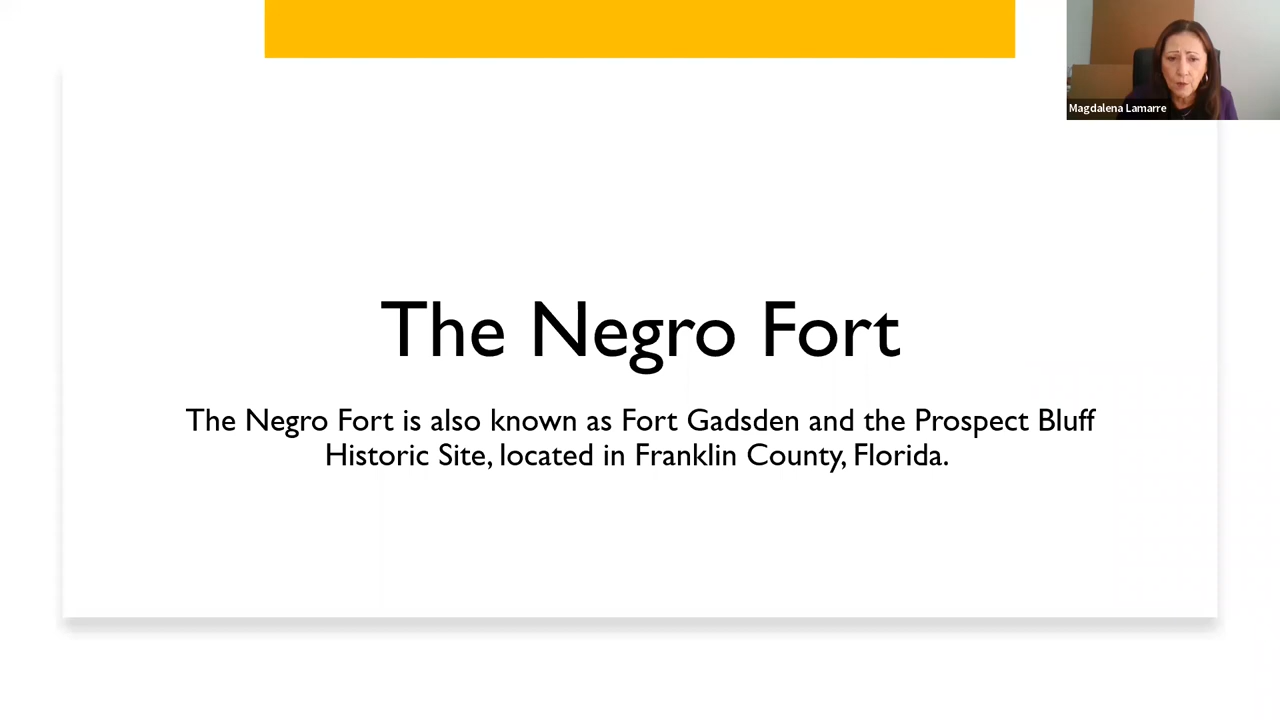 Magdalena Lamarre
The Negro Fort
The Negro Fort is also known as Fort Gadsden and the Prospect Bluff
Historic Site, located in Franklin County, Florida.